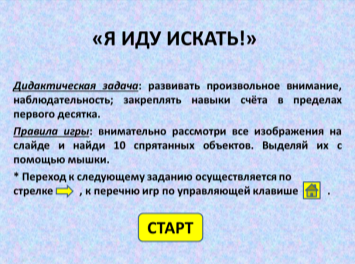 «Я ИДУ ИСКАТЬ!»
Дидактическая задача: развивать произвольное внимание,
наблюдательность; закреплять навыки счёта в пределах
первого десятка.
Правила игры: внимательно рассмотри все изображения на
слайде и найди 10 спрятанных объектов. Выделяй их с
помощью мышки.
* Переход к следующему заданию осуществляется по
стрелке , к перечню игр по управляющей клавише .
СТАРТ